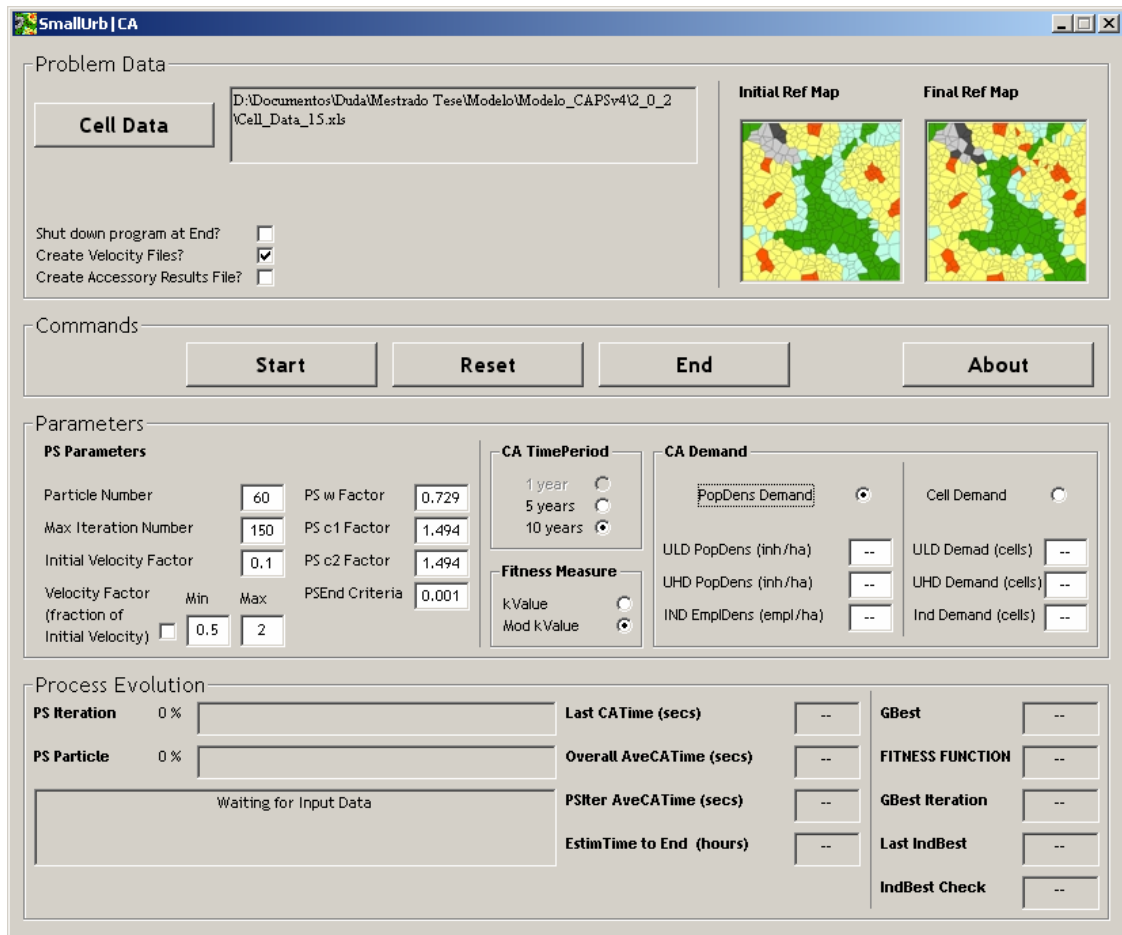 SmallUrb|CA
Problem Data
Cell Data
D:\Documentos\Duda\Mestrado Tese\Modelo\Modelo_CAPSv4\2_0_2
\Cell_Data_15.xls
Initial Ref Map
Final Ref Map
Shut down program at End?
Create Velocity Files?
Create Accessory Results File?
Commands
Start
Reset
End
About
Parameters
PS Parameters
Particle Number 60
Max Iteration Number 150
Initial Velocity Factor 0.1
Velocity Factor
(fraction of
Initial Velocity)
Min Max
0.5 2
PS w Factor 0.729
PS c1 Factor 1.494
PS c2 Factor 1.494
PSEnd Criteria 0.001
CA TimePeriod
1 year
5 years
10 years
Fitness Measure
kValue
Mod kValue
CA Demand
PopDens Demand
ULD PopDens (inh/ha) --
UHD PopDens (inh/ha) --
IND EmplDens (empl/ha) --
Cell Demand
ULD Demad (cells) --
UHD Demand (cells) --
Ind Demand (cells) --
Process Evolution
PS Iteration 0 %
PS Particle 0 %
Waiting for Input Data
Last CATime (secs) --
Overall AveCATime (secs) --
PSIter AveCATime (secs) --
EstimTime to End (hours) --
GBest --
FITNESS FUNCTION --
GBest Iteration --
Last IndBest --
IndBest Check --